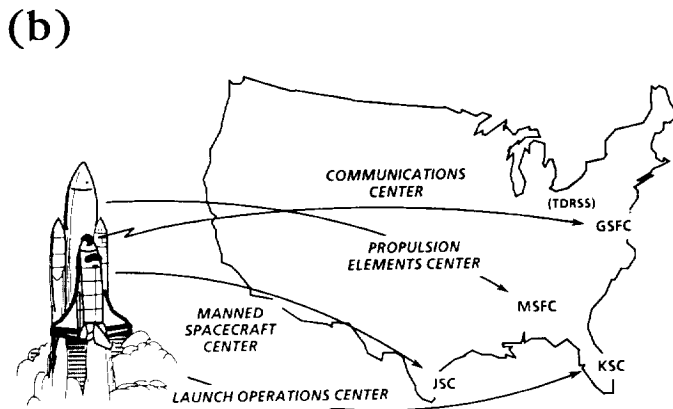 (b)
COMMUNICATIONS
CENTER
(TDRSS)
GSFC
PROPULSION
ELEMENTS CENTER
MSFC
MANNED
SPACECRAFT
CENTER
KSC
JSC
LAUNCH OPERATIONS CENTER